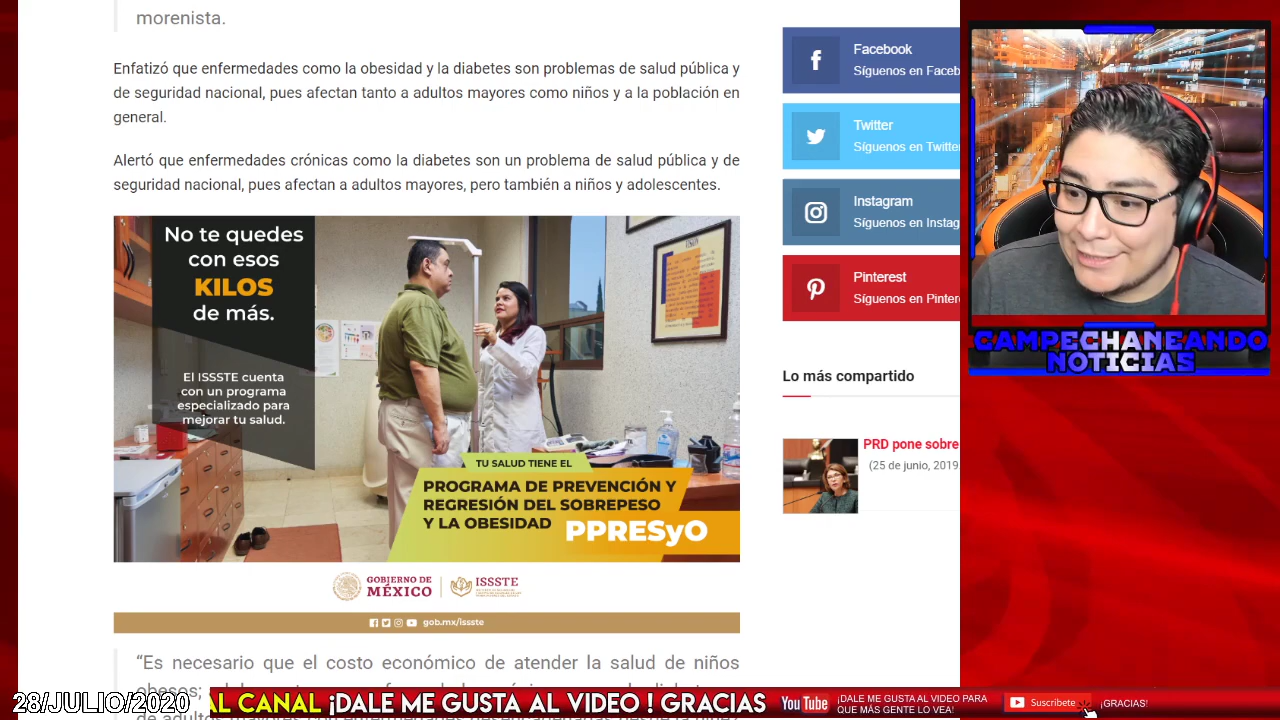 morenista.
Enfatizó que enfermedades como la obesidad y la diabetes son problemas de salud pública y
de seguridad nacional, pues afectan tanto a adultos mayores como niños y a la población en
general.
Alertó que enfermedades crónicas como la diabetes son un problema de salud pública y de
seguridad nacional, pues afectan a adultos mayores, pero también a niños y adolescentes.
No te quedes
con esos
KILOS
de más.
El ISSSTE cuenta
con un programa
especializado para
mejorar tu salud.
TU SALUD TIENE EL
PROGRAMA DE PREVENCIÓN Y
REGRESIÓN DEL SOBREPESO
Y LA OBESIDAD PPRESyO
GOBIERNO DE
MÉXICO
ISSSTE
gob.mx/issste
“Es necesario que el costo económico de atender la salud de niños
obesos;
Facebook
Síguenos en Faceb
Twitter
Síguenos en Twitte
Instagram
Síguenos en Instag
Pinterest
Síguenos en Pinter
Lo más compartido
PRD pone sobre
(25 de junio, 2019
CAMPECHANEANDO
NOTICIAS
28/JULIO/2020
AL CANAL ¡DALE ME GUSTA AL VIDEO ! GRACIAS
YouTube
¡DALE ME GUSTA AL VIDEO PARA
QUE MÁS GENTE LO VEA!
Suscribete
¡GRACIAS!